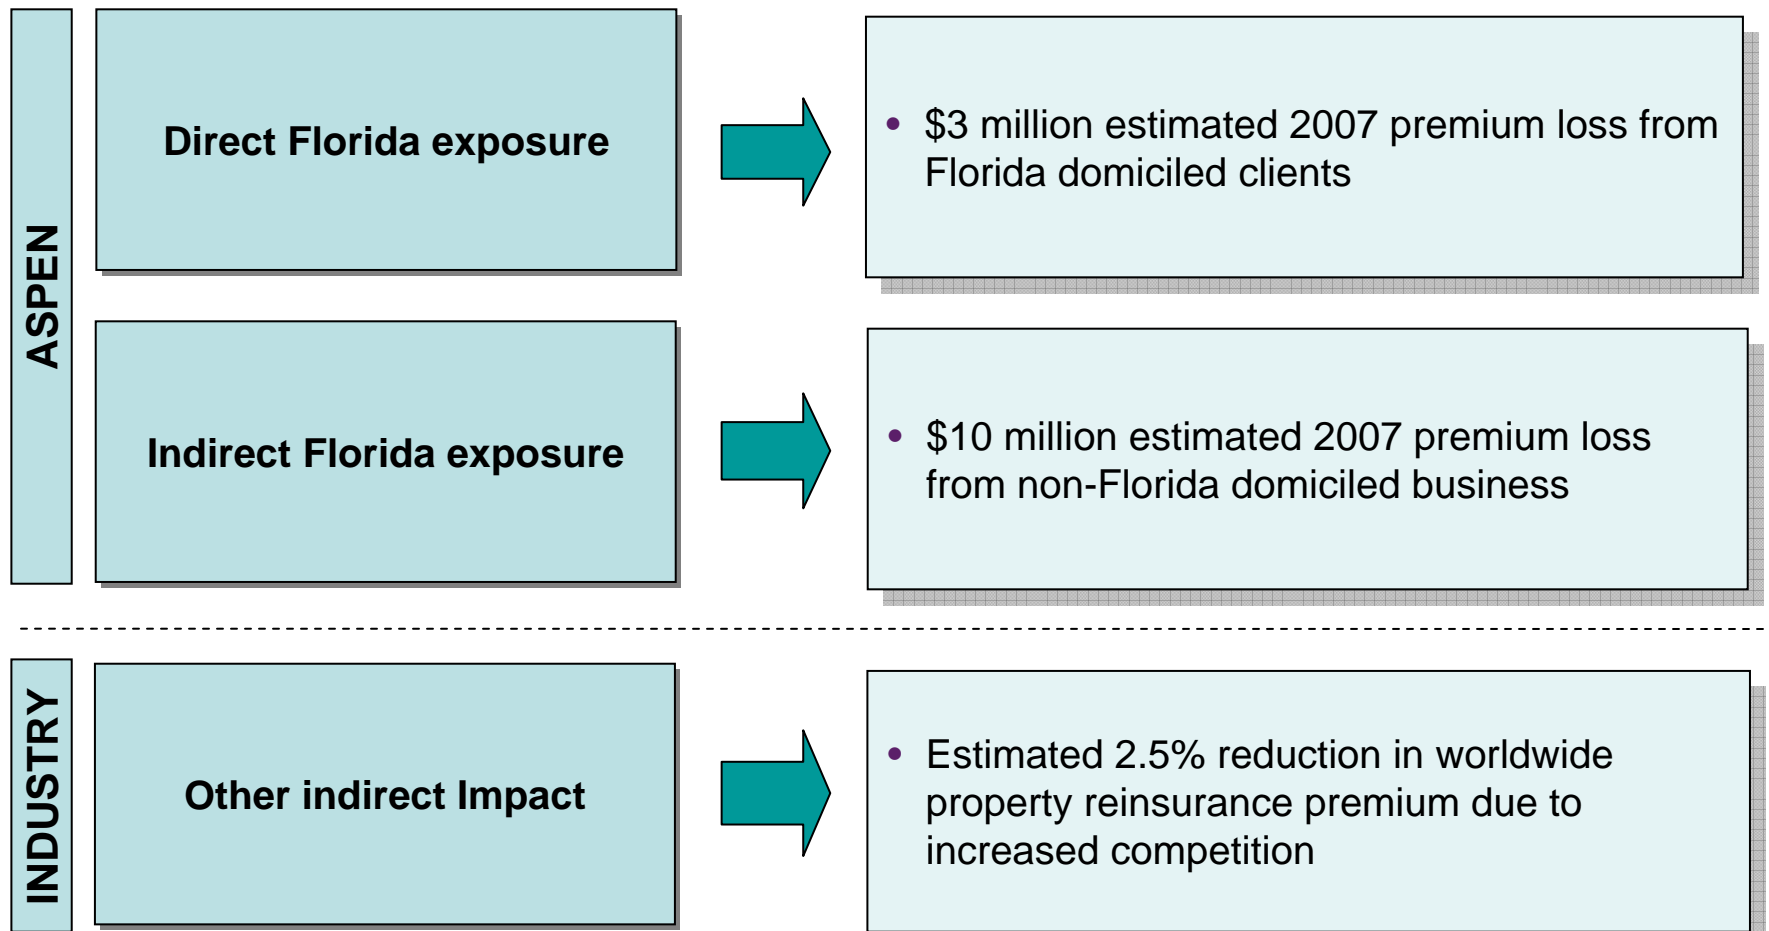 ASPEN
Direct Florida exposure
• $3 million estimated 2007 premium loss from
Florida domiciled clients
Indirect Florida exposure
• $10 million estimated 2007 premium loss
from non-Florida domiciled business
INDUSTRY
Other indirect Impact
• Estimated 2.5% reduction in worldwide
property reinsurance premium due to
increased competition